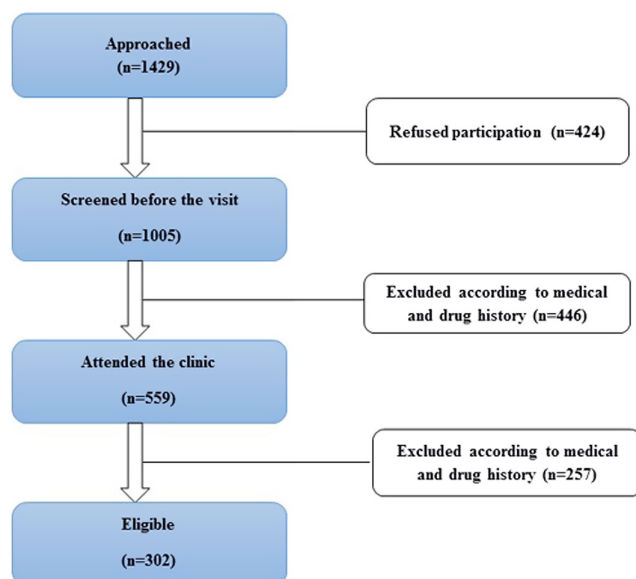 Approached
(n=1429)
Refused participation (n=424)
Screened before the visit
(n=1005)
Excluded according to medical
and drug history (n=446)
Attended the clinic
(n=559)
Excluded according to medical
and drug history (n=257)
Eligible
(n=302)